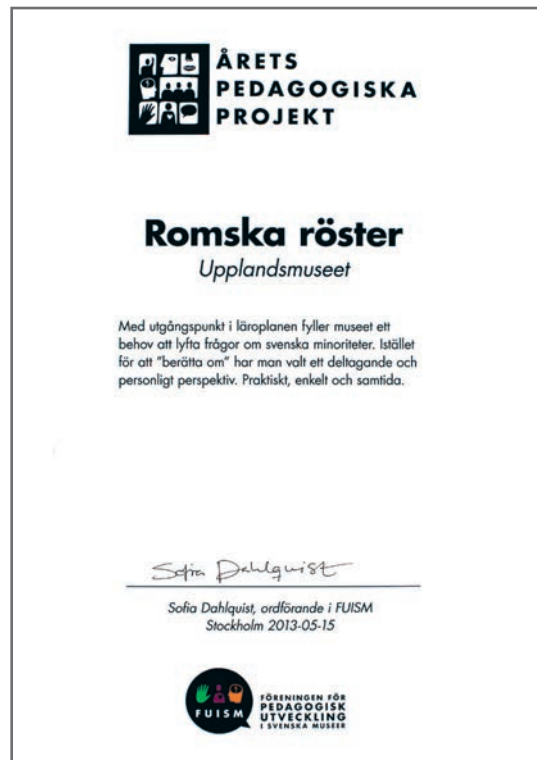 ÅRETS
PEDAGOGISKA
PROJEKT
Romska röster
Upplandsmuseet
Med utgångspunkt i läroplanen fyller museet ett
behov att lyfta frågor om svenska minoriteter. Istället
för att "berätta om" har man valt ett deltagande och
personligt perspektiv. Praktiskt, enkelt och samtida.
Sofia Dahlquist
Sofia Dahlquist, ordförande i FUISM
Stockholm 2013-05-15
FUISM
FÖRENINGEN FÖR
PEDAGOGISK
UTVECKLING
I SVENSKA MUSEER